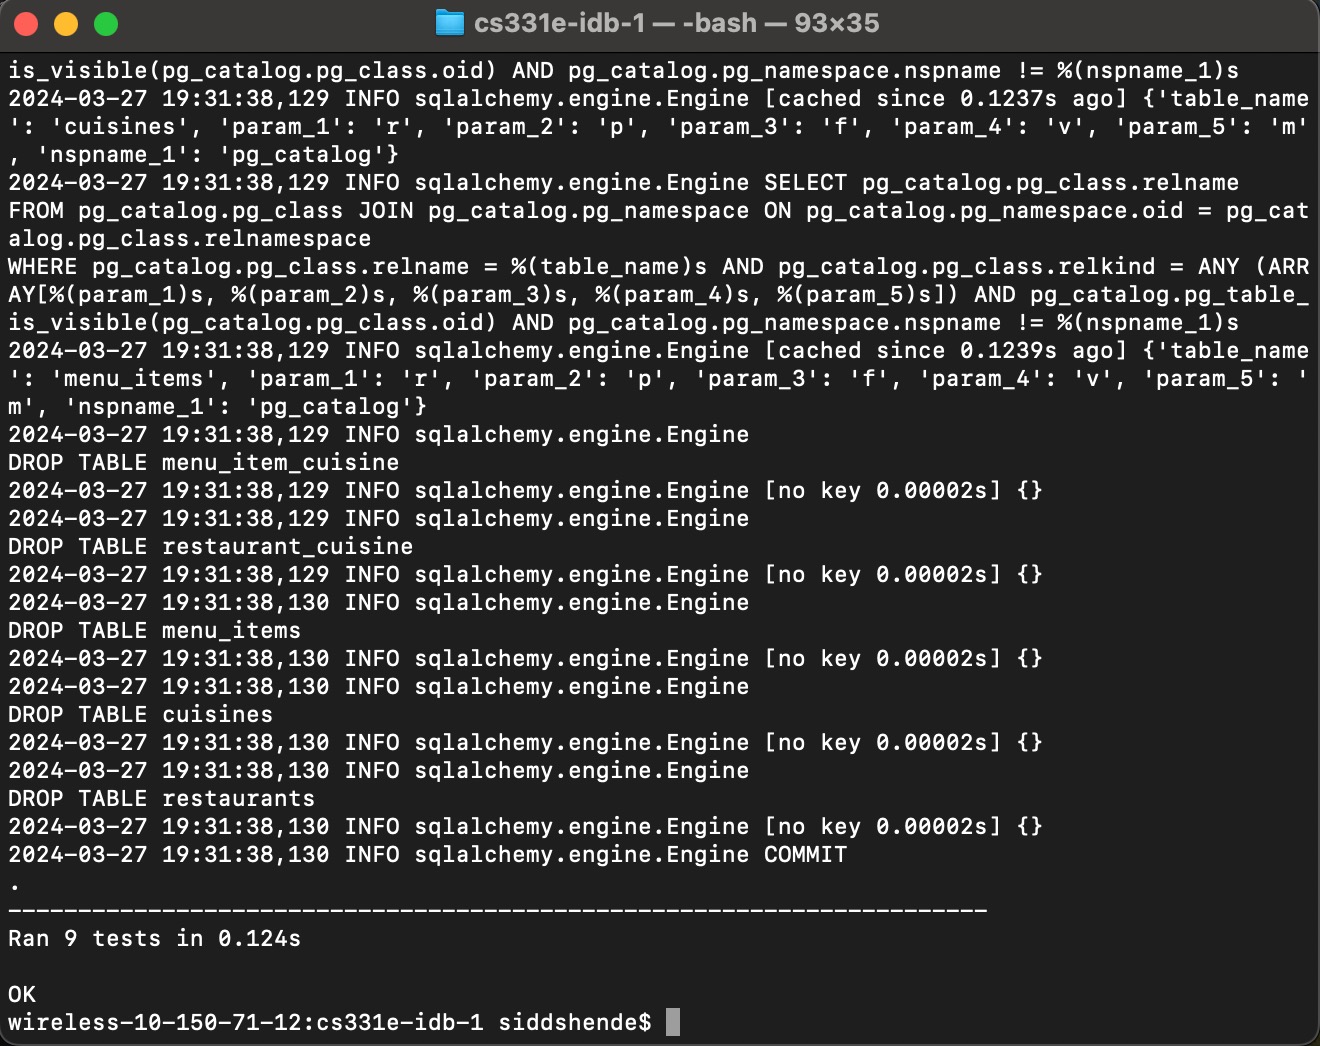 cs331e-idb-1 — -bash — 93×35
is_visible(pg_catalog.pg_class.oid) AND pg_catalog.pg_namespace.nspname != %(nspname_1)s
2024-03-27 19:31:38,129 INFO sqlalchemy.engine.Engine [cached since 0.1237s ago] {'table_name
': 'cuisines', 'param_1': 'r', 'param_2': 'p', 'param_3': 'f', 'param_4': 'v', 'param_5': 'm'
, 'nspname_1': 'pg_catalog'}
2024-03-27 19:31:38,129 INFO sqlalchemy.engine.Engine SELECT pg_catalog.pg_class.relname
FROM pg_catalog.pg_class JOIN pg_catalog.pg_namespace ON pg_catalog.pg_namespace.oid = pg_cat
alog.pg_class.relnamespace
WHERE pg_catalog.pg_class.relname = %(table_name)s AND pg_catalog.pg_class.relkind = ANY (ARR
AY[%(param_1)s, %(param_2)s, %(param_3)s, %(param_4)s, %(param_5)s]) AND pg_catalog.pg_table_
is_visible(pg_catalog.pg_class.oid) AND pg_catalog.pg_namespace.nspname != %(nspname_1)s
2024-03-27 19:31:38,129 INFO sqlalchemy.engine.Engine [cached since 0.1239s ago] {'table_name
': 'menu_items', 'param_1': 'r', 'param_2': 'p', 'param_3': 'f', 'param_4': 'v', 'param_5': '
m', 'nspname_1': 'pg_catalog'}
2024-03-27 19:31:38,129 INFO sqlalchemy.engine.Engine
DROP TABLE menu_item_cuisine
2024-03-27 19:31:38,129 INFO sqlalchemy.engine.Engine [no key 0.00002s] {}
2024-03-27 19:31:38,129 INFO sqlalchemy.engine.Engine
DROP TABLE restaurant_cuisine
2024-03-27 19:31:38,129 INFO sqlalchemy.engine.Engine [no key 0.00002s] {}
2024-03-27 19:31:38,130 INFO sqlalchemy.engine.Engine
DROP TABLE menu_items
2024-03-27 19:31:38,130 INFO sqlalchemy.engine.Engine [no key 0.00002s] {}
2024-03-27 19:31:38,130 INFO sqlalchemy.engine.Engine
DROP TABLE cuisines
2024-03-27 19:31:38,130 INFO sqlalchemy.engine.Engine [no key 0.00002s] {}
2024-03-27 19:31:38,130 INFO sqlalchemy.engine.Engine
DROP TABLE restaurants
2024-03-27 19:31:38,130 INFO sqlalchemy.engine.Engine [no key 0.00002s] {}
2024-03-27 19:31:38,130 INFO sqlalchemy.engine.Engine COMMIT
.
----------------------------------------------------------------------
Ran 9 tests in 0.124s
OK
wireless-10-150-71-12:cs331e-idb-1 siddshende$